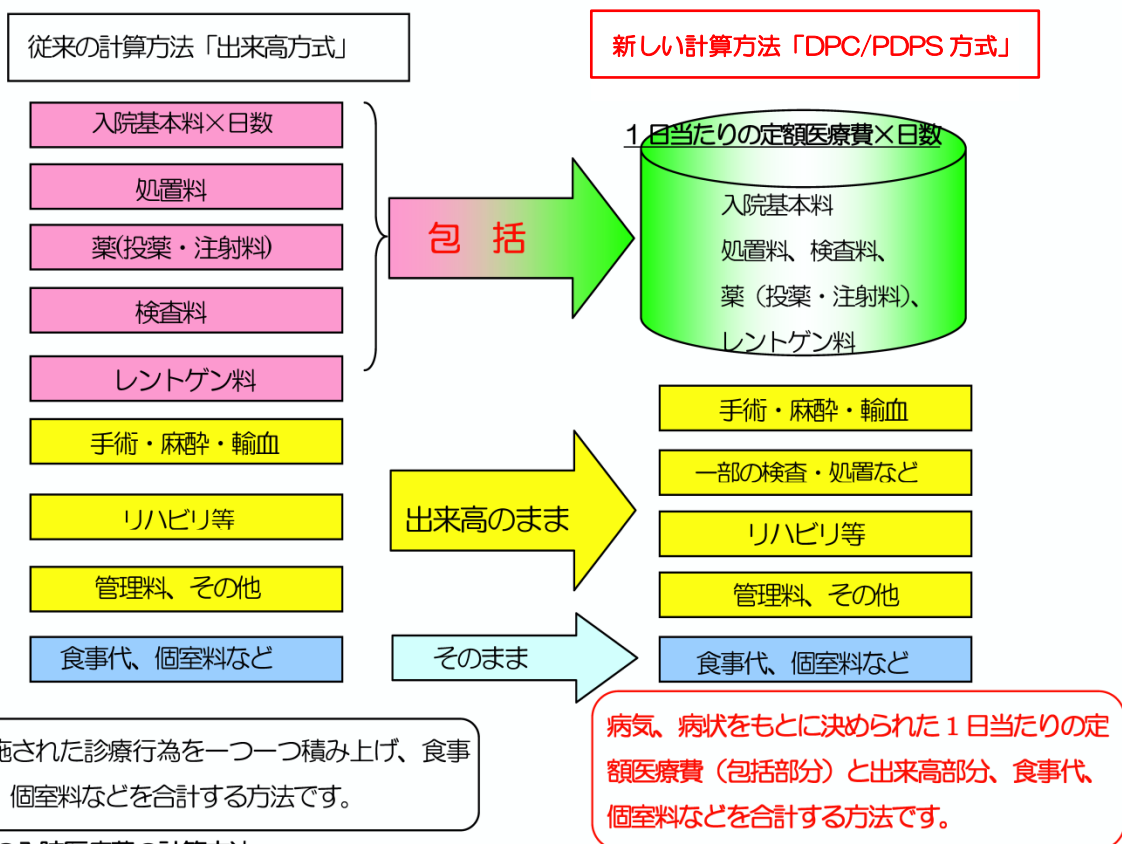 従来の計算方法「出来高方式」
新しい計算方法「DPC/PDPS 方式」
入院基本料×日数
処置料
薬(投薬・注射料)
検査料
レントゲン料
手術・麻酔・輸血
リハビリ等
管理料、その他
食事代、個室料など
包 括
出来高のまま
そのまま
1日当たりの定額医療費×日数
入院基本料
処置料、検査料、
薬（投薬・注射料）、
レントゲン料
手術・麻酔・輸血
一部の検査・処置など
リハビリ等
管理料、その他
食事代、個室料など
施された診療行為を一つ一つ積み上げ、食事
個室料などを合計する方法です。
病気、病状をもとに決められた1日当たりの定
額医療費（包括部分）と出来高部分、食事代、
個室料などを合計する方法です。